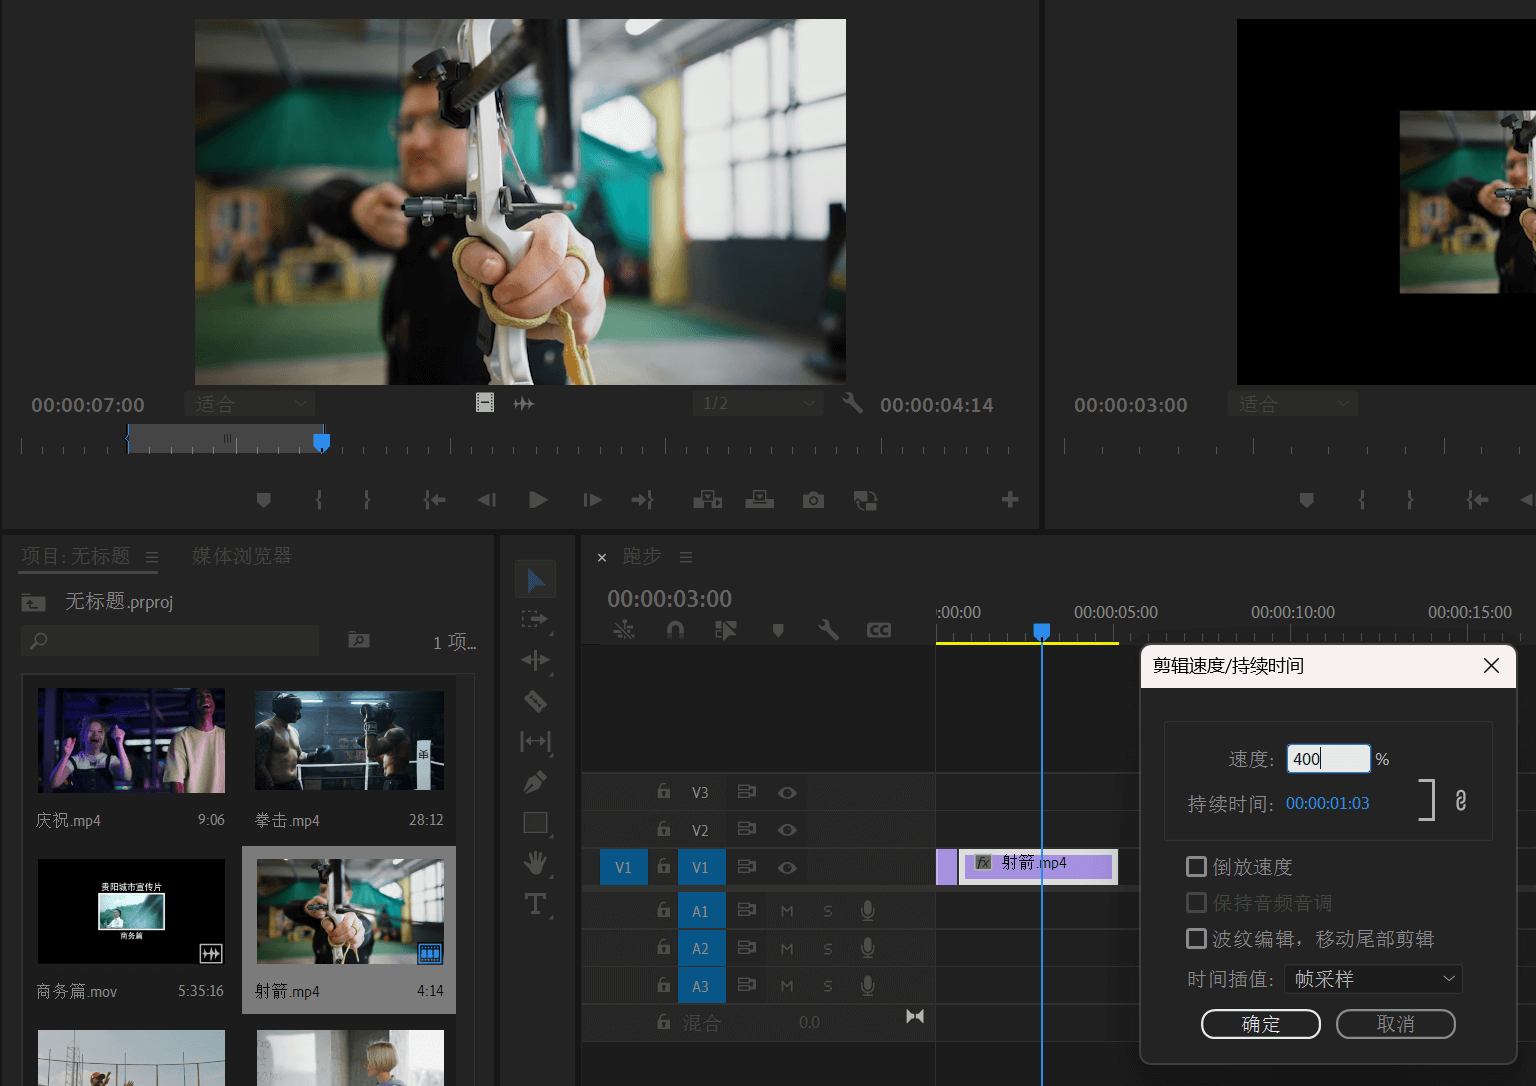 00:00:07:00
适合
1/2
00:00:04:14
00:00:03:00
适合
项目: 无标题
媒体浏览器
无标题.prproj
1 项...
庆祝.mp4
9:06
拳击.mp4
28:12
贵阳城市宣传片
商务篇
商务篇.mov
5:35:16
射箭.mp4
4:14
T
× 跑步
00:00:03:00
CC
:00:00
00:00:05:00
00:00:10:00
00:00:15:00
V3
V2
V1
V1
fx 射箭.mp4
A1
M
S
A2
M
S
A3
M
S
混合
0.0
剪辑速度/持续时间
速度: 400 %
持续时间: 00:00:01:03
倒放速度
保持音频音调
波纹编辑，移动尾部剪辑
时间插值: 帧采样
确定
取消